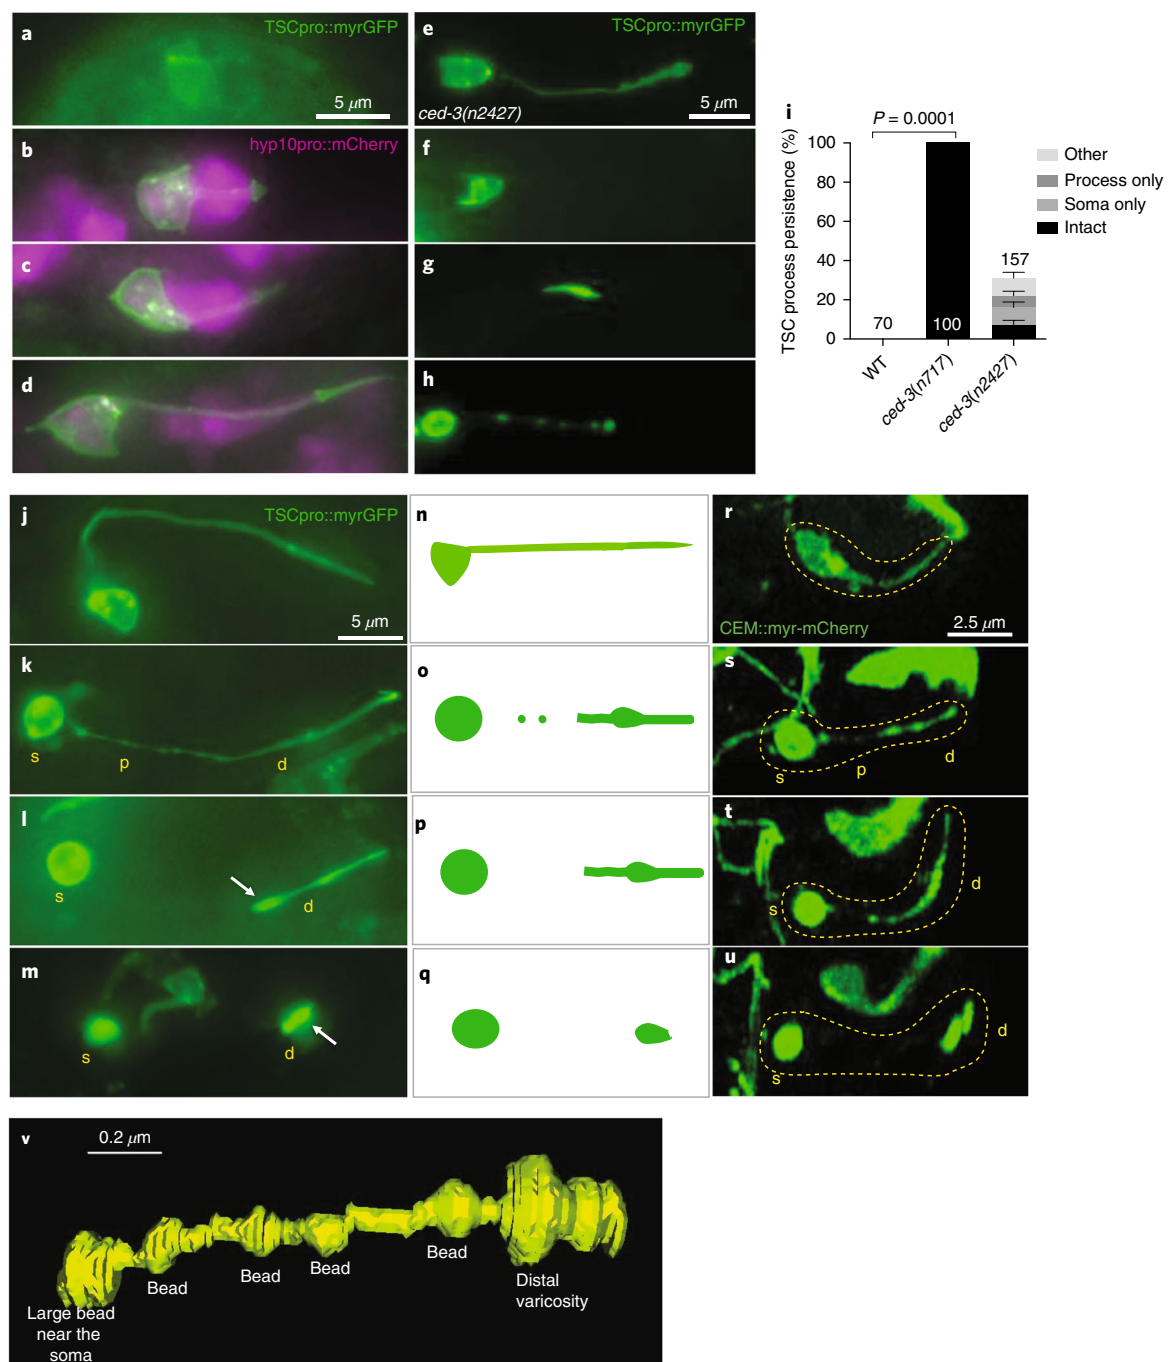 a
TSCpro::myrGFP
5 μm
b
hyp10pro::mCherry
c
d
e
TSCpro::myrGFP
ced-3(n2427)
5 μm
f
g
h
i
P = 0.0001
TSC process persistence (%)
100
80
60
40
20
0
70
100
157
WT
ced-3(n717)
ced-3(n2427)
Other
Process only
Soma only
Intact
j
TSCpro::myrGFP
5 μm
k
s
p
d
l
s
d
m
s
d
n
o
p
q
r
CEM::myr-mCherry
2.5 μm
s
s
p
d
t
s
d
u
s
d
v
0.2 μm
Large bead
near the
soma
Bead
Bead
Bead
Bead
Distal
varicosity